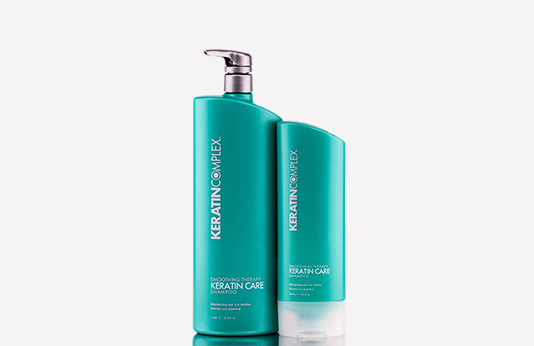 KERATINCOMPLEX
SMOOTHING THERAPY
KERATIN CARE
SHAMPOO
KERATINCOMPLEX
SMOOTHING THERAPY
KERATIN CARE
SHAMPOO